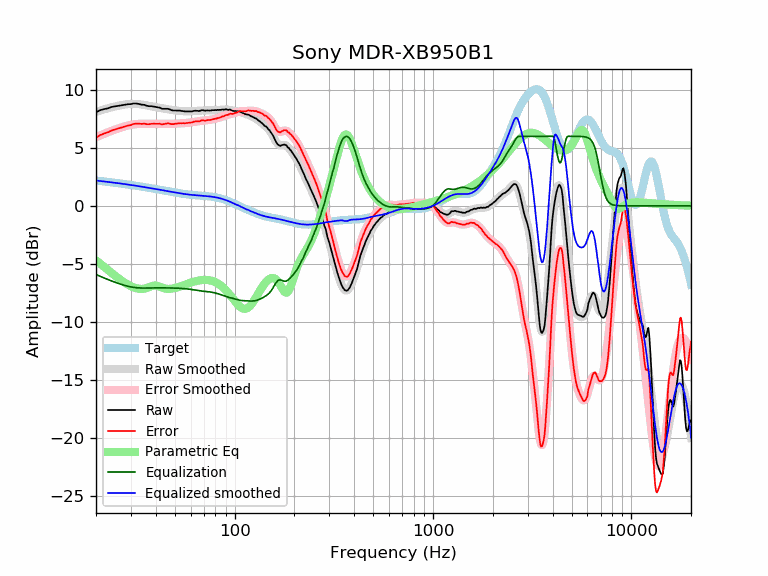 Sony MDR-XB950B1
10
5
0
−5
−10
−15
−20
−25
Amplitude (dBr)
Target
Raw Smoothed
Error Smoothed
Raw
Error
Parametric Eq
Equalization
Equalized smoothed
100 1000 10000
Frequency (Hz)